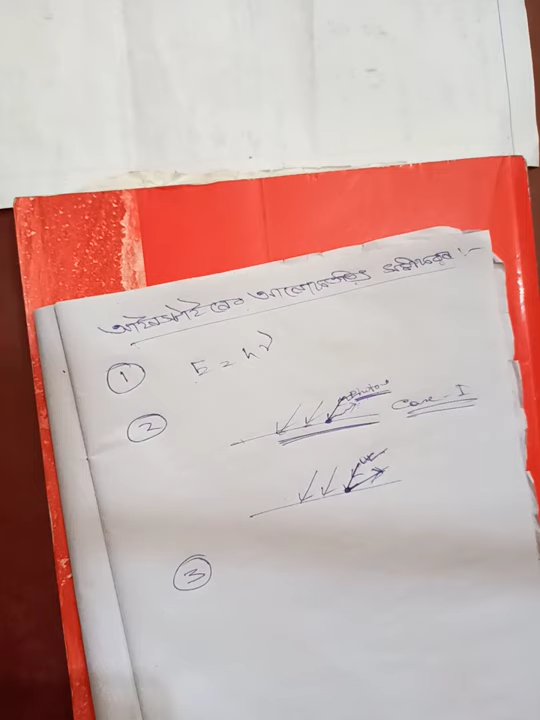 আইনস্টাইনের আলোকতড়িৎ সমীকরণ :-
① E = hν
② Photon Case - I
③